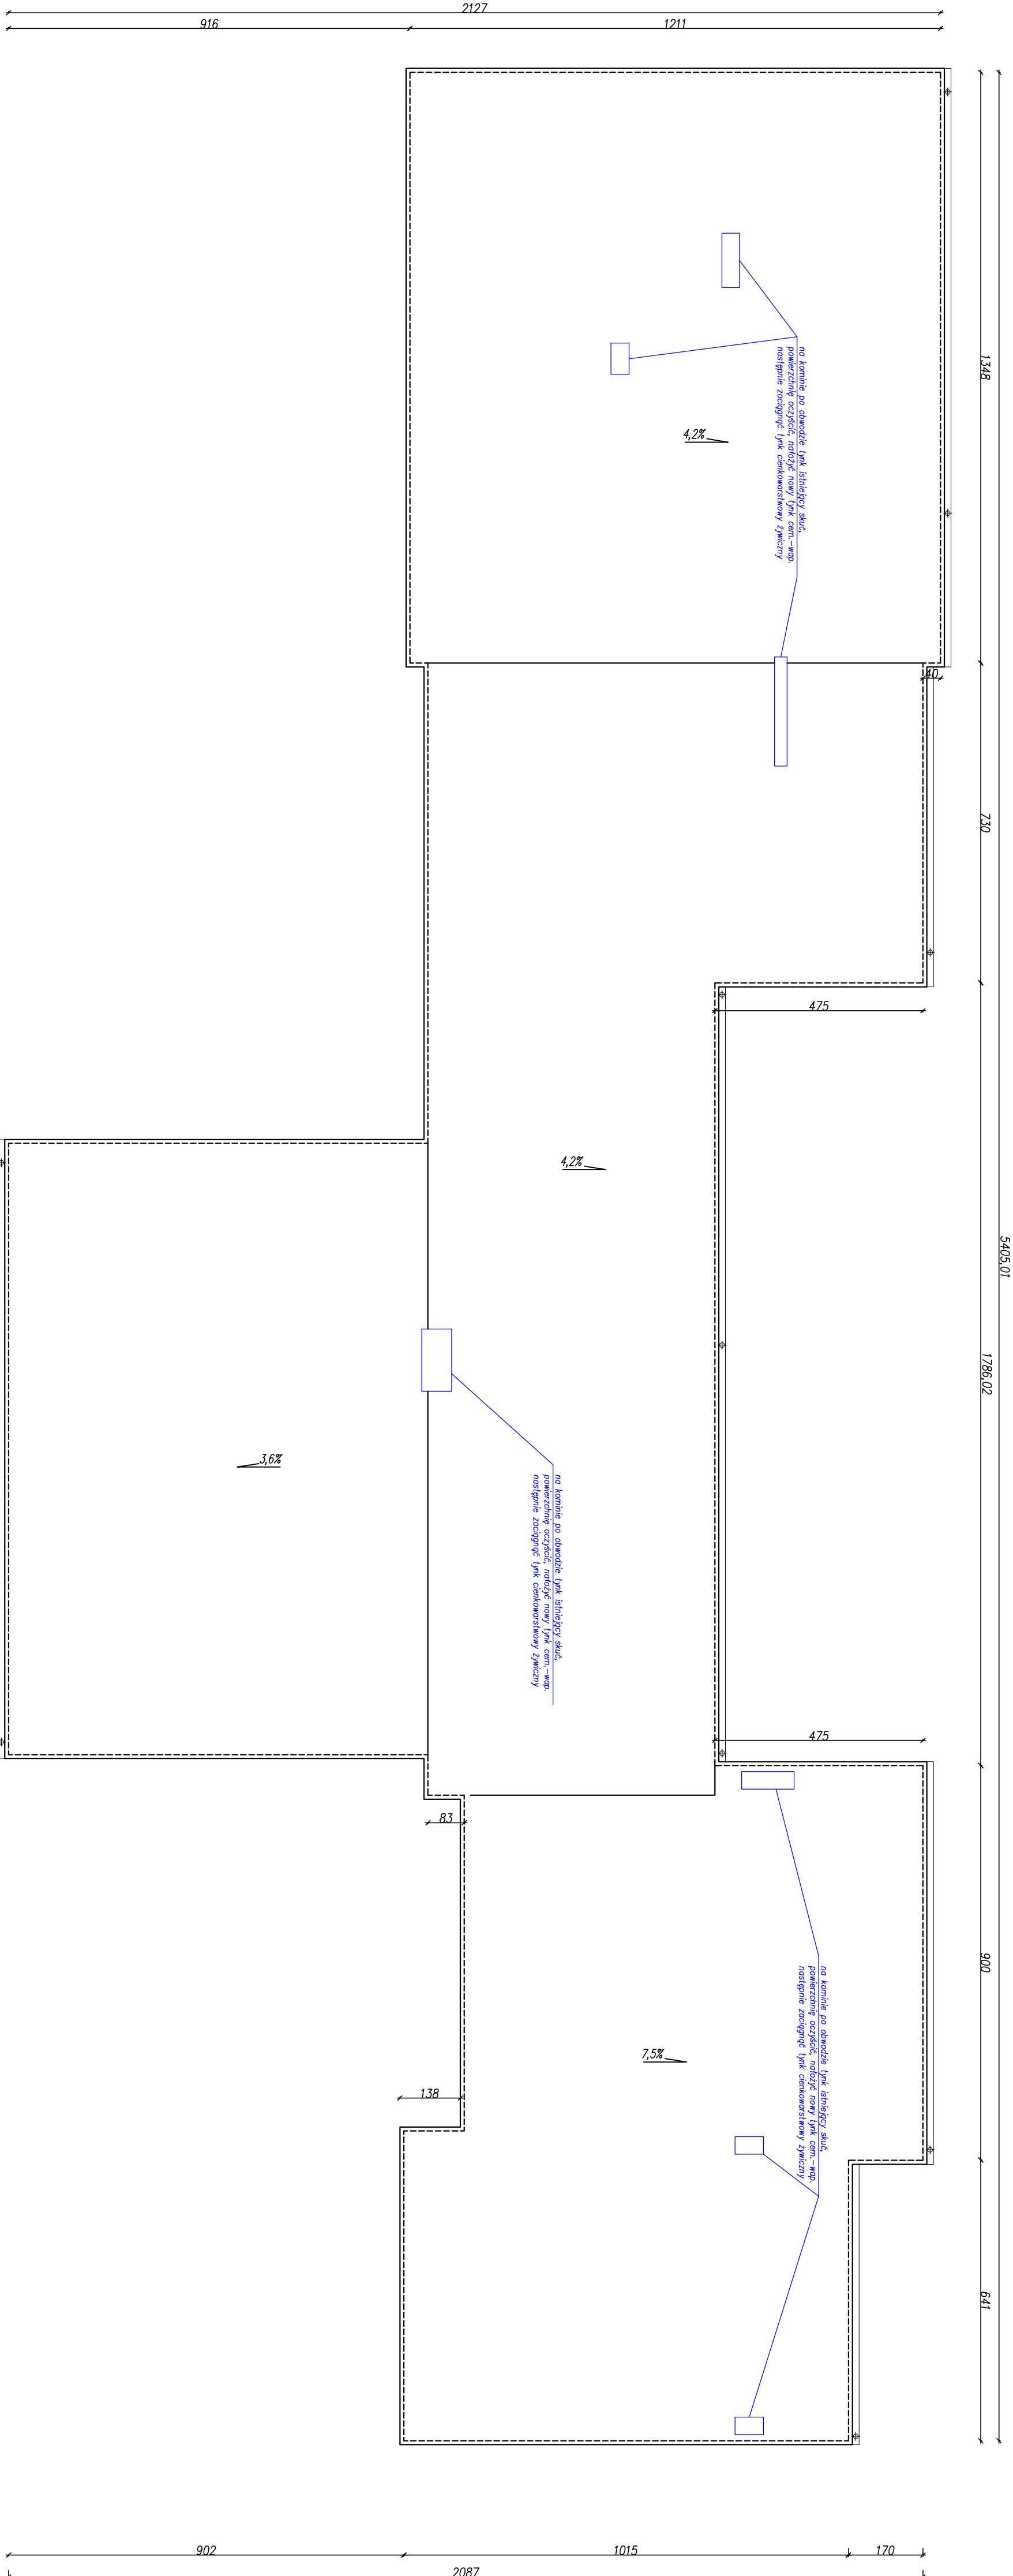 2127
916
1211
1348
na kominie po obwodzie tynk istniejący skuć,
powierzchnię oczyścić, nałożyć nowy tynk cem.-wap.
następnie zaciągnąć tynk cienkowarstwowy żywiczny
4,2%
40
730
475
4,2%
5405,01
1786,02
3,6%
na kominie po obwodzie tynk istniejący skuć,
powierzchnię oczyścić, nałożyć nowy tynk cem.-wap.
następnie zaciągnąć tynk cienkowarstwowy żywiczny
475
83
900
na kominie po obwodzie tynk istniejący skuć,
powierzchnię oczyścić, nałożyć nowy tynk cem.-wap.
następnie zaciągnąć tynk cienkowarstwowy żywiczny
7,5%
138
641
902
1015
170
2087